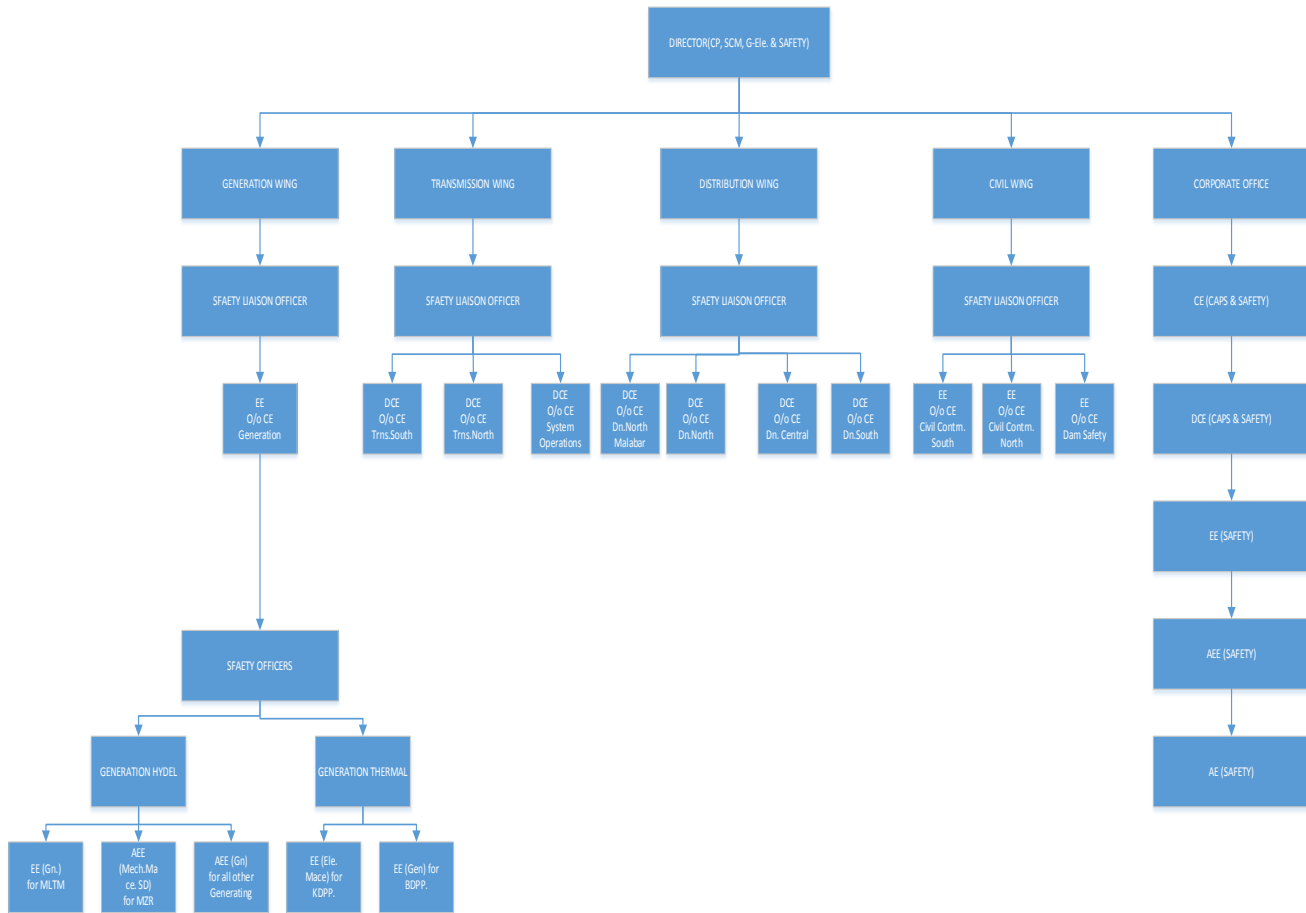 DIRECTOR(CP, SCM, G-Ele. & SAFETY)
GENERATION WING
TRANSMISSION WING
DISTRIBUTION WING
CIVIL WING
CORPORATE OFFICE
SFAETY LIAISON OFFICER
SFAETY LIAISON OFFICER
SFAETY LIAISON OFFICER
SFAETY LIAISON OFFICER
CE (CAPS & SAFETY)
EE
O/o CE
Generation
DCE
O/o CE
Trns.South
DCE
O/o CE
Trns.North
DCE
O/o CE
System
Operations
DCE
O/o CE
Dn.North
Malabar
DCE
O/o CE
Dn.North
DCE
O/o CE
Dn. Central
DCE
O/o CE
Dn.South
EE
O/o CE
Civil Contm.
South
EE
O/o CE
Civil Contm.
North
EE
O/o CE
Dam Safety
DCE (CAPS & SAFETY)
EE (SAFETY)
SFAETY OFFICERS
AEE (SAFETY)
GENERATION HYDEL
GENERATION THERMAL
AE (SAFETY)
EE (Gn.)
for MLTM
AEE
(Mech.Ma
ce. SD)
for MZR
AEE (Gn)
for all other
Generating
EE (Ele.
Mace) for
KDPP.
EE (Gen) for
BDPP.